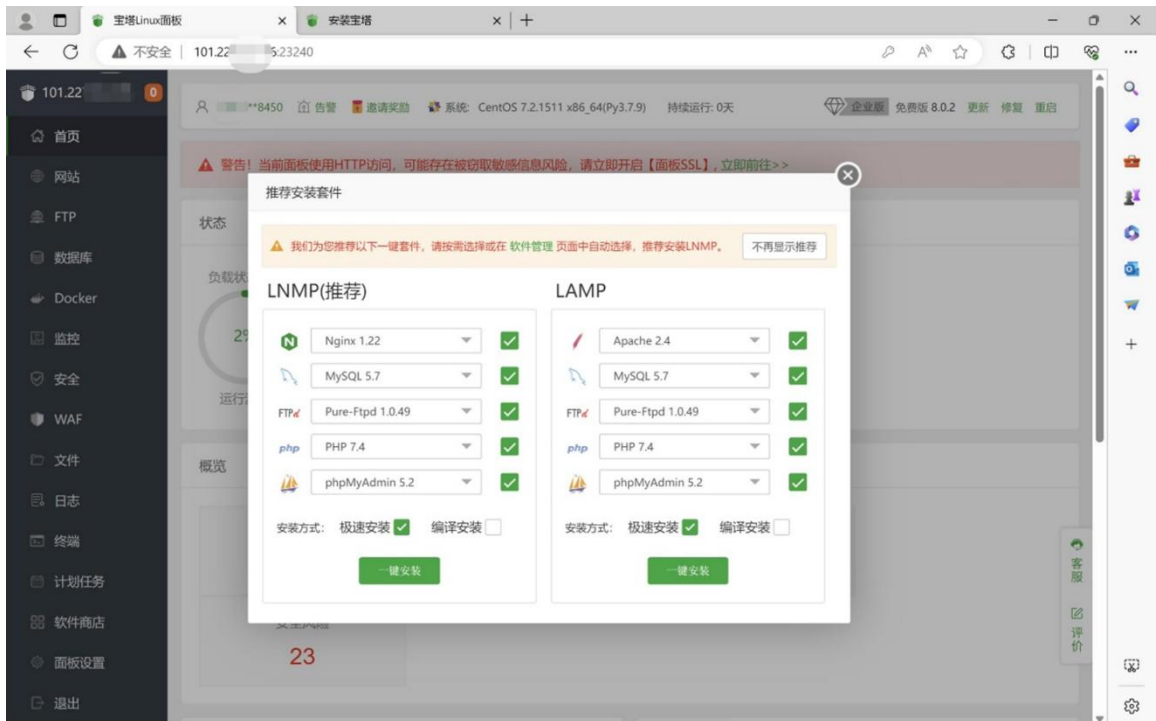 宝塔Linux面板
安装宝塔
不安全 101.22 5:23240
101.22 0
**8450 告警 邀请奖励 系统: CentOS 7.2.1511 x86_64(Py3.7.9) 持续运行: 0天 企业版 免费版 8.0.2 更新 修复 重启
首页
网站
FTP
数据库
Docker
监控
安全
WAF
文件
日志
终端
计划任务
软件商店
面板设置
退出
警告！当前面板使用HTTP访问，可能存在被窃取敏感信息风险，请立即开启【面板SSL】, 立即前往>>
状态
负载状
2%
运行
概览
安全风险
23
推荐安装套件
我们为您推荐以下一键套件，请按需选择或在 软件管理 页面中自动选择，推荐安装LNMP。 不再显示推荐
LNMP(推荐)
Nginx 1.22
MySQL 5.7
FTPd Pure-Ftpd 1.0.49
php PHP 7.4
phpMyAdmin 5.2
安装方式: 极速安装 编译安装
一键安装
LAMP
Apache 2.4
MySQL 5.7
FTPd Pure-Ftpd 1.0.49
php PHP 7.4
phpMyAdmin 5.2
安装方式: 极速安装 编译安装
一键安装
客服
评价